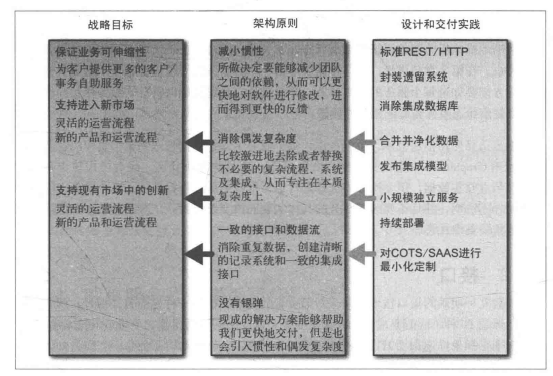 战略目标
保证业务可伸缩性
为客户提供更多的客户/
事务自助服务
支持进入新市场
灵活的运营流程
新的产品和运营流程
支持现有市场中的创新
灵活的运营流程
新的产品和运营流程
架构原则
减小惯性
所做决定要能够减少团队
之间的依赖，从而可以更
快地对软件进行修改，进
而得到更快的反馈
消除偶发复杂度
比较激进地去除或者替换
不必要的复杂流程、系统
及集成，从而专注在本质
复杂度上
一致的接口和数据流
消除重复数据，创建清晰
的记录系统和一致的集成
接口
没有银弹
现成的解决方案能够帮助
我们更快地交付，但是也
会引入惯性和偶发复杂度
设计和交付实践
标准REST/HTTP
封装遗留系统
消除集成数据库
合并并净化数据
发布集成模型
小规模独立服务
持续部署
对COTS/SAAS进行
最小化定制